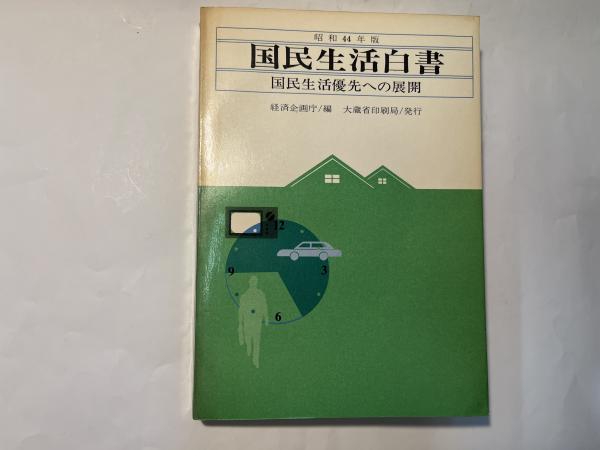 昭和44年版
国民生活白書
国民生活優先への展開
経済企画庁/編 大蔵省印刷局/発行
12
9
3
6